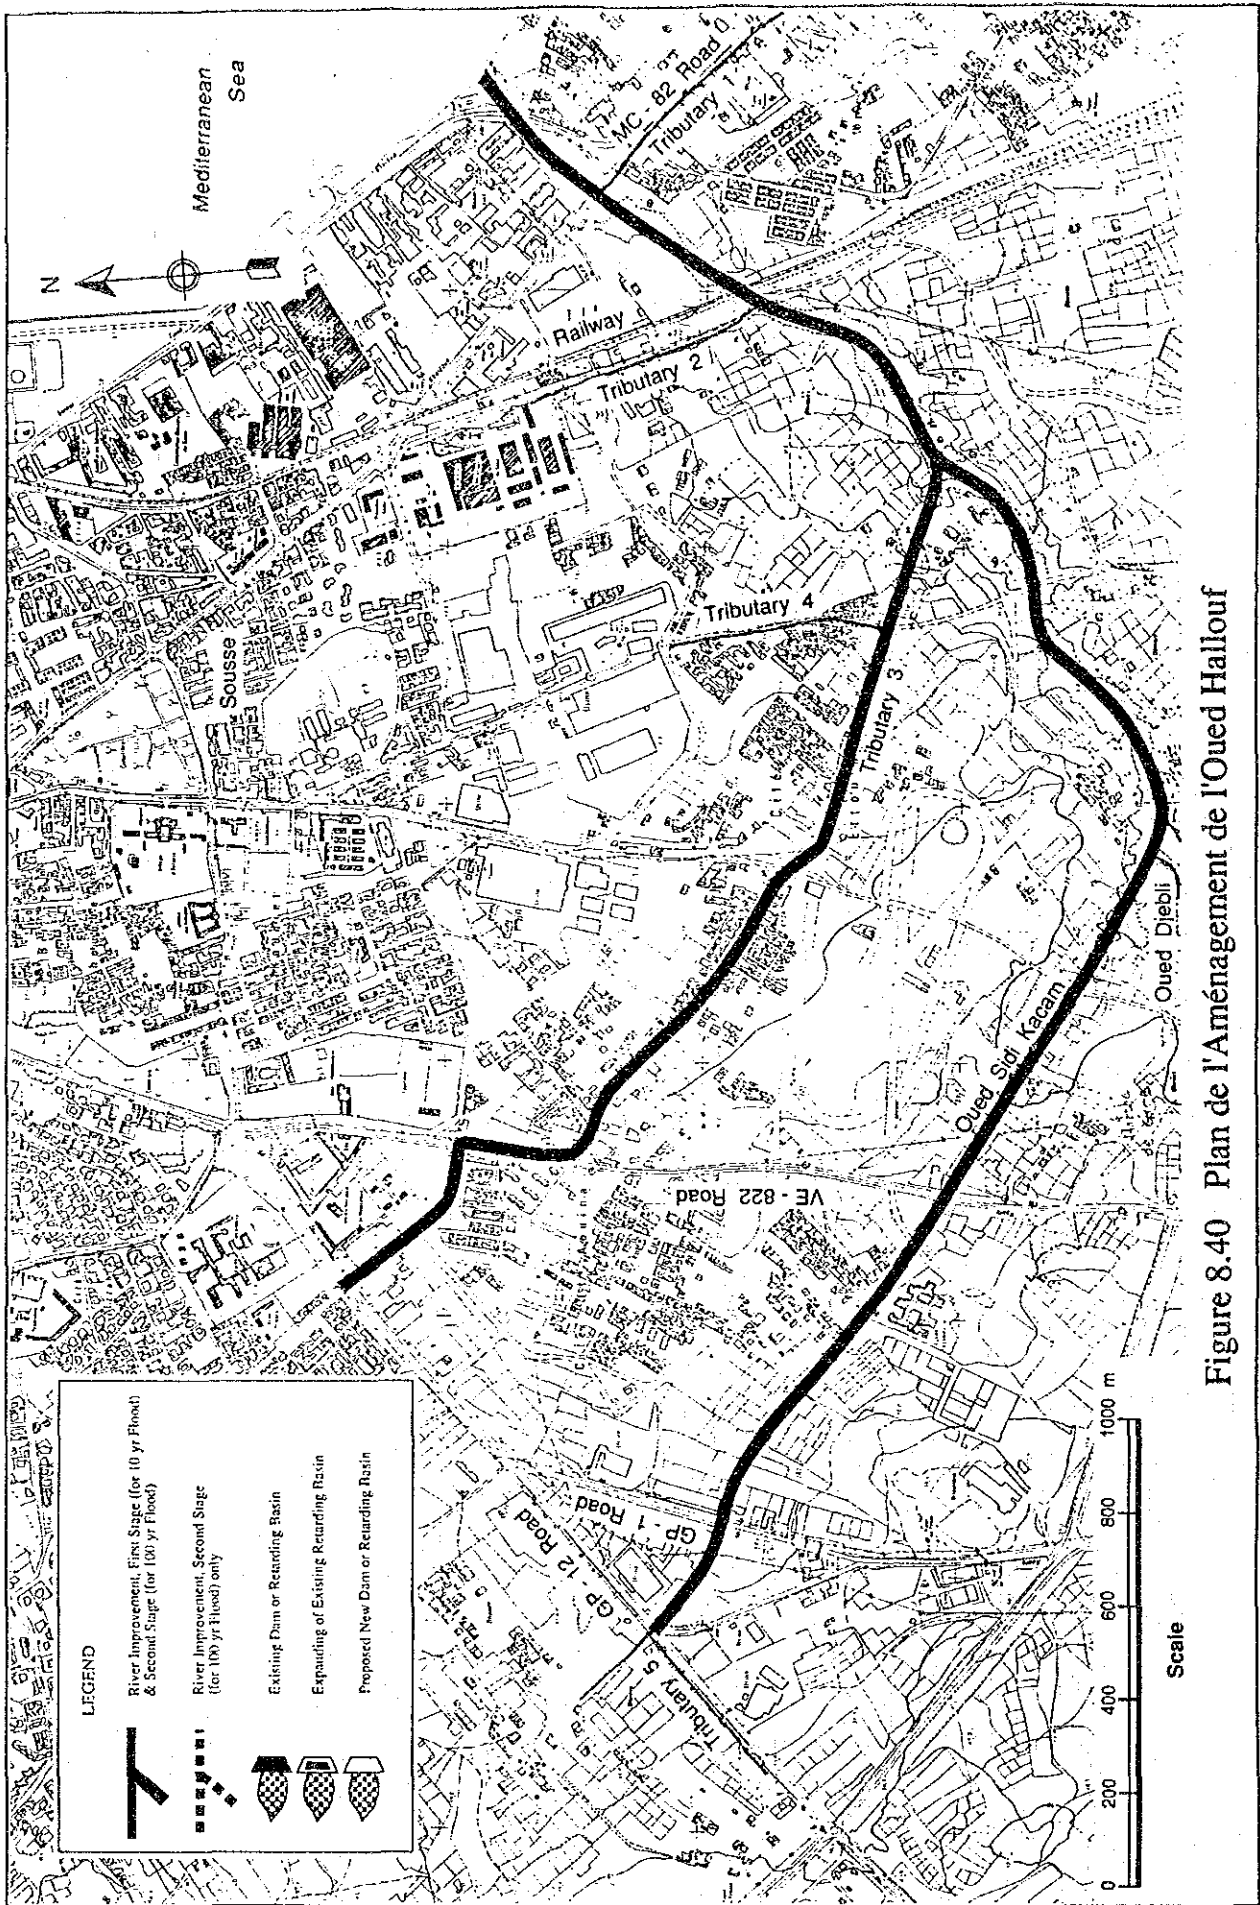 Mediterranean
Sea
N
MC - 82 Road
Tributary 1
Railway
Tributary 2
Sousse
Tributary 4
Tributary 3
Oued Sidi Kacam
Oued Djebli
VE - 822 Road
GP - 12 Road
GP - 1 Road
Tributary 5
LEGEND
River Improvement, First Stage (for 10 yr Flood)
& Second Stage (for 100 yr Flood)
River Improvement, Second Stage
(for 100 yr Flood) only
Existing Dam or Retarding Basin
Expanding of Existing Retarding Basin
Proposed New Dam or Retarding Basin
0 200 400 600 800 1000 m
Scale
Figure 8.40 Plan de l'Aménagement de l'Oued Hallouf